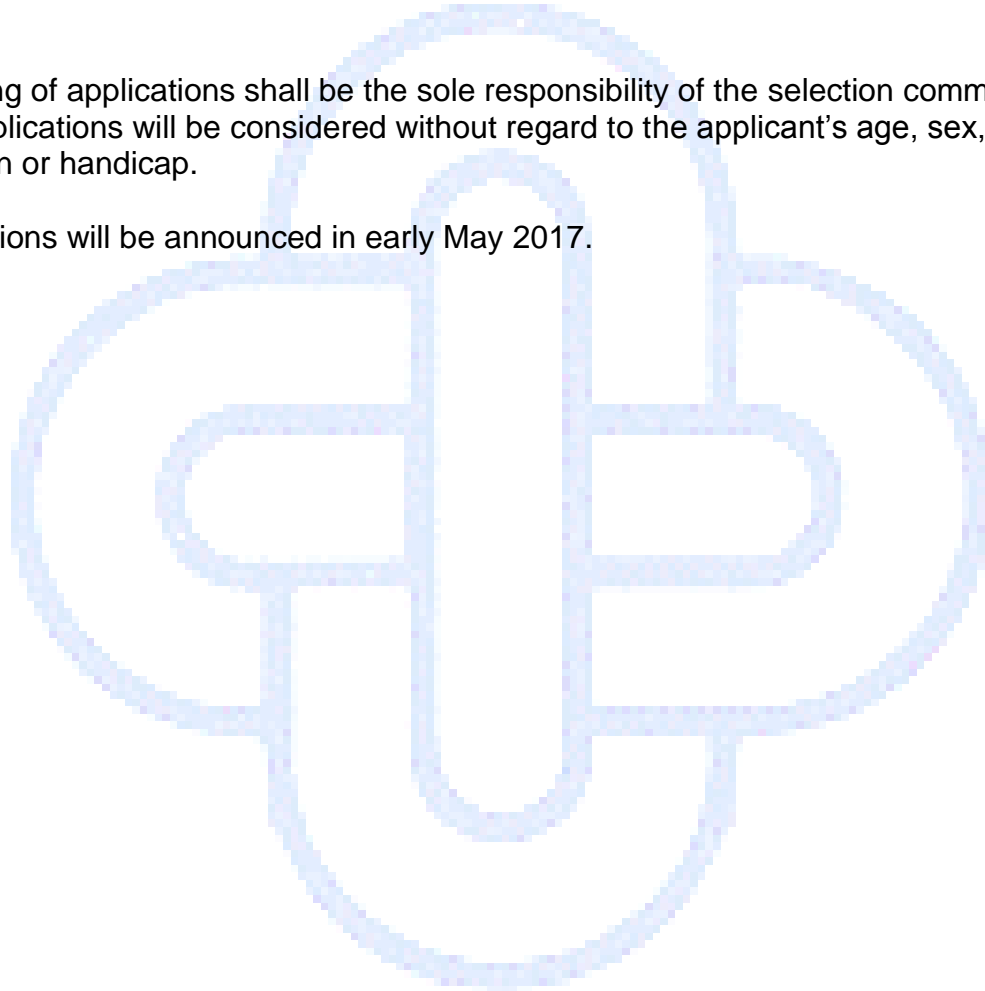 ng of applications shall be the sole responsibility of the selection comm
plications will be considered without regard to the applicant’s age, sex,
n or handicap.
ions will be announced in early May 2017.